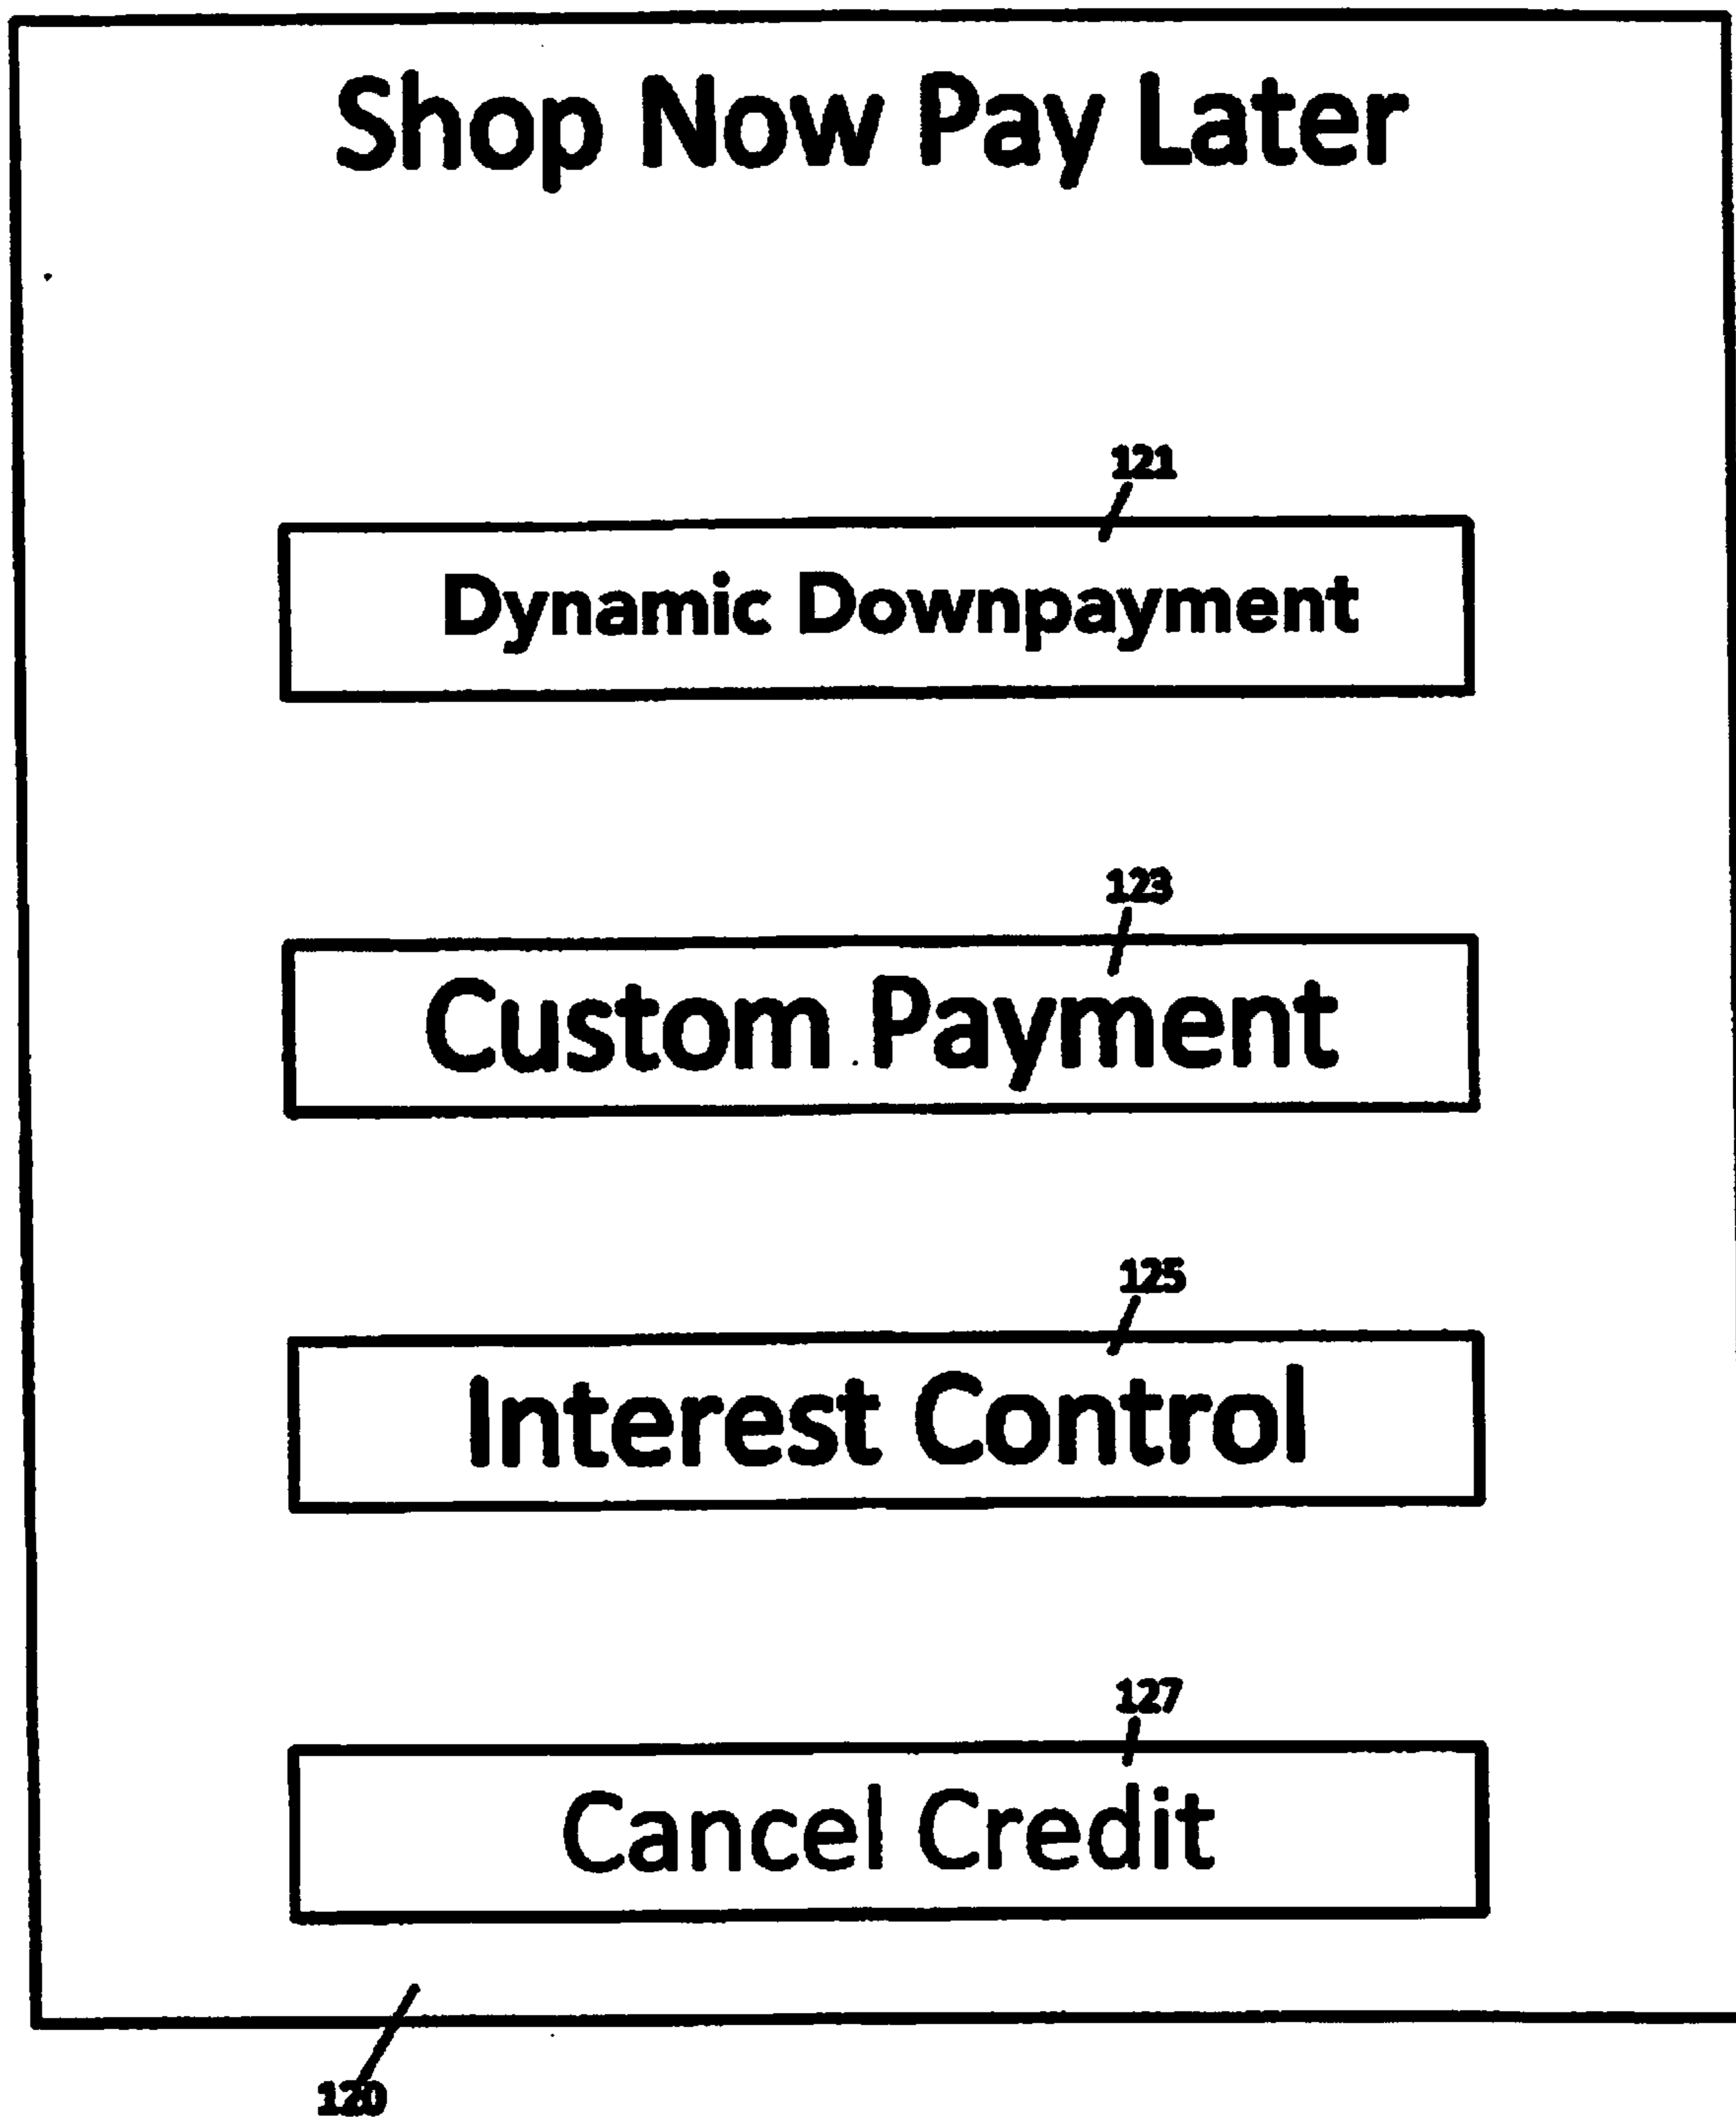 Shop Now Pay Later
121
Dynamic Downpayment
123
Custom Payment
125
Interest Control
127
Cancel Credit
120